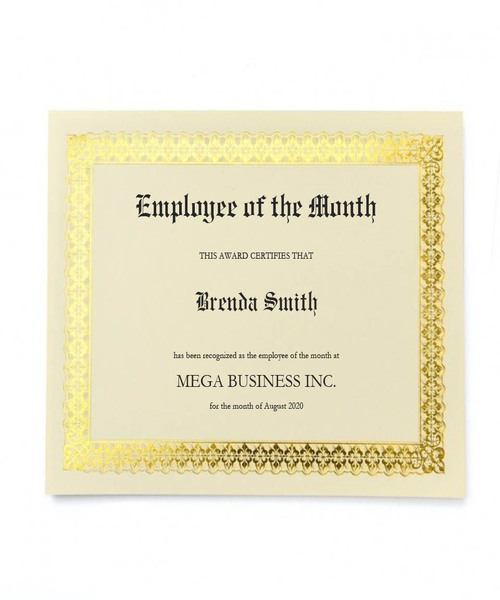 Employee of the Month
THIS AWARD CERTIFIES THAT
Brenda Smith
has been recognized as the employee of the month at
MEGA BUSINESS INC.
for the month of August 2020